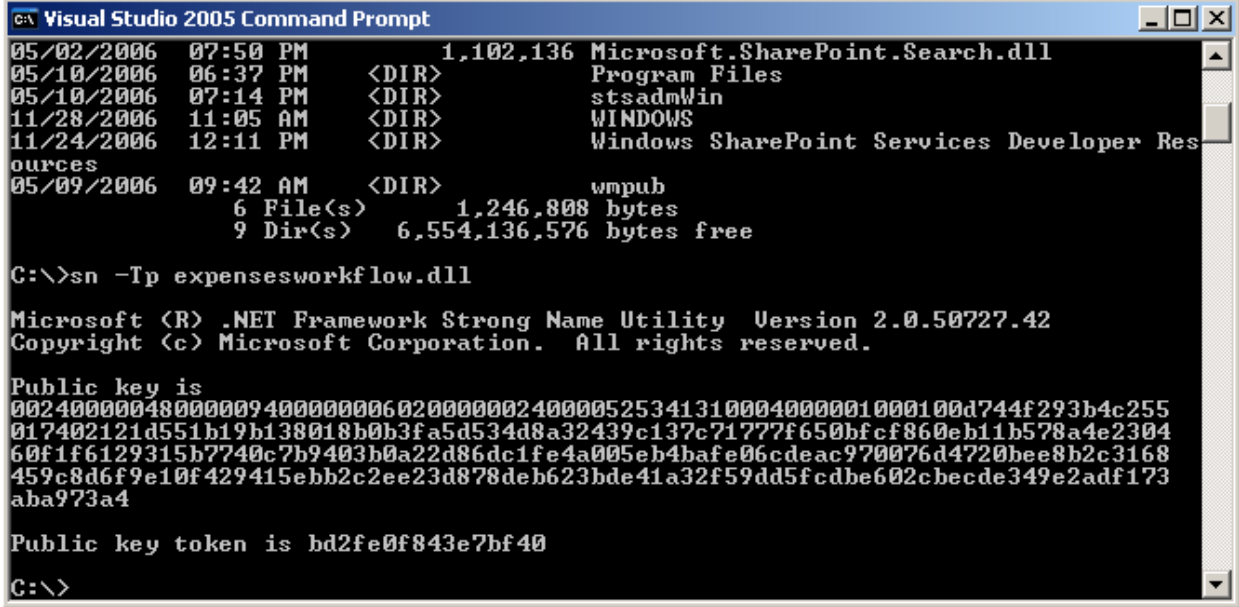 Visual Studio 2005 Command Prompt
05/02/2006  07:50 PM         1,102,136 Microsoft.SharePoint.Search.dll
05/10/2006  06:37 PM    <DIR>          Program Files
05/10/2006  07:14 PM    <DIR>          stsadmWin
11/28/2006  11:05 AM    <DIR>          WINDOWS
11/24/2006  12:11 PM    <DIR>          Windows SharePoint Services Developer Res
ources
05/09/2006  09:42 AM    <DIR>          wmpub
               6 File(s)      1,246,808 bytes
               9 Dir(s)   6,554,136,576 bytes free
C:\>sn -Tp expensesworkflow.dll
Microsoft (R) .NET Framework Strong Name Utility  Version 2.0.50727.42
Copyright (c) Microsoft Corporation.  All rights reserved.
Public key is
0024000004800000940000000602000000240000525341310004000001000100d744f293b4c255
017402121d551b19b138018b0b3fa5d534d8a32439c137c71777f650bfcf860eb11b578a4e2304
60f1f6129315b7740c7b9403b0a22d86dc1fe4a005eb4bafe06cdeac970076d4720bee8b2c3168
459c8d6f9e10f429415ebb2c2ee23d878deb623bde41a32f59dd5fcdbe602cbecde349e2adf173
aba973a4
Public key token is bd2fe0f843e7bf40
C:\>